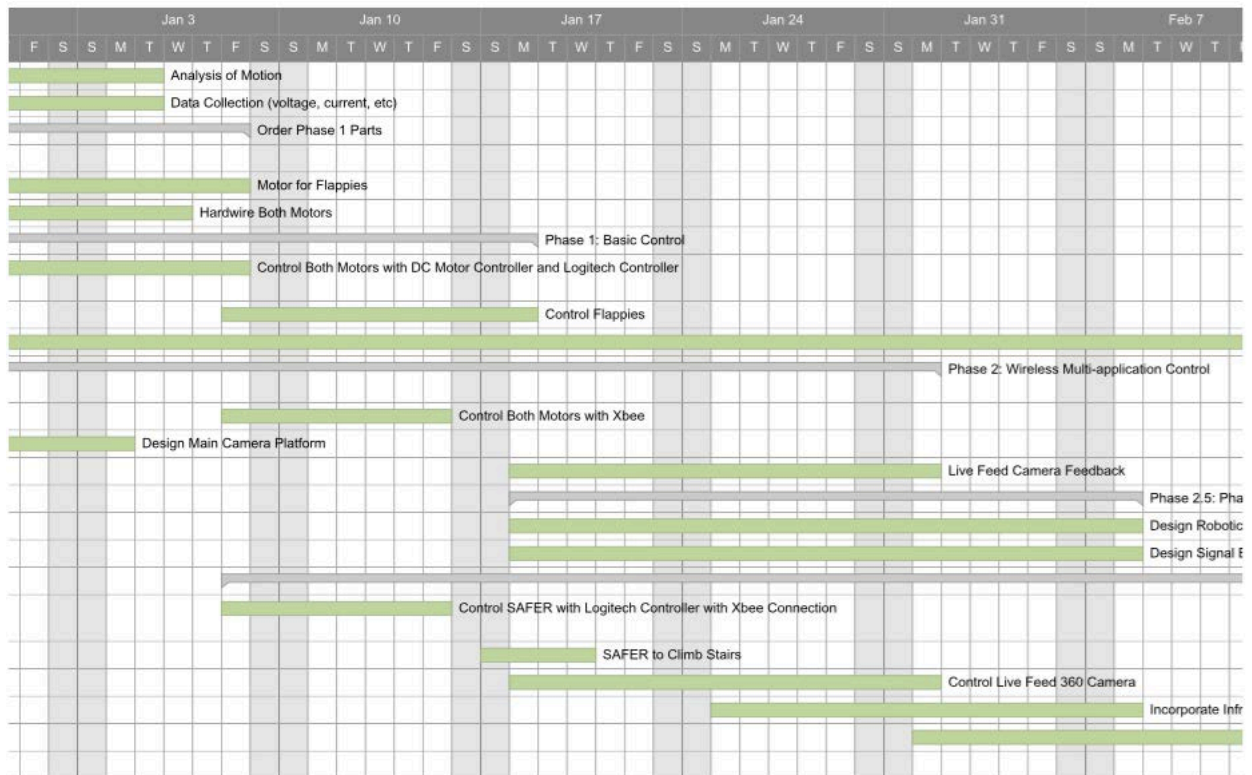 Jan 3 Jan 10 Jan 17 Jan 24 Jan 31 Feb 7
F S S M T W T F S S M T W T F S S M T W T F S S M T W T F S S M T W T F S S M T W T
Analysis of Motion
Data Collection (voltage, current, etc)
Order Phase 1 Parts
Motor for Flappies
Hardwire Both Motors
Phase 1: Basic Control
Control Both Motors with DC Motor Controller and Logitech Controller
Control Flappies
Phase 2: Wireless Multi-application Control
Control Both Motors with Xbee
Design Main Camera Platform
Live Feed Camera Feedback
Phase 2.5: Pha
Design Robotic
Design Signal
Control SAFER with Logitech Controller with Xbee Connection
SAFER to Climb Stairs
Control Live Feed 360 Camera
Incorporate Inf